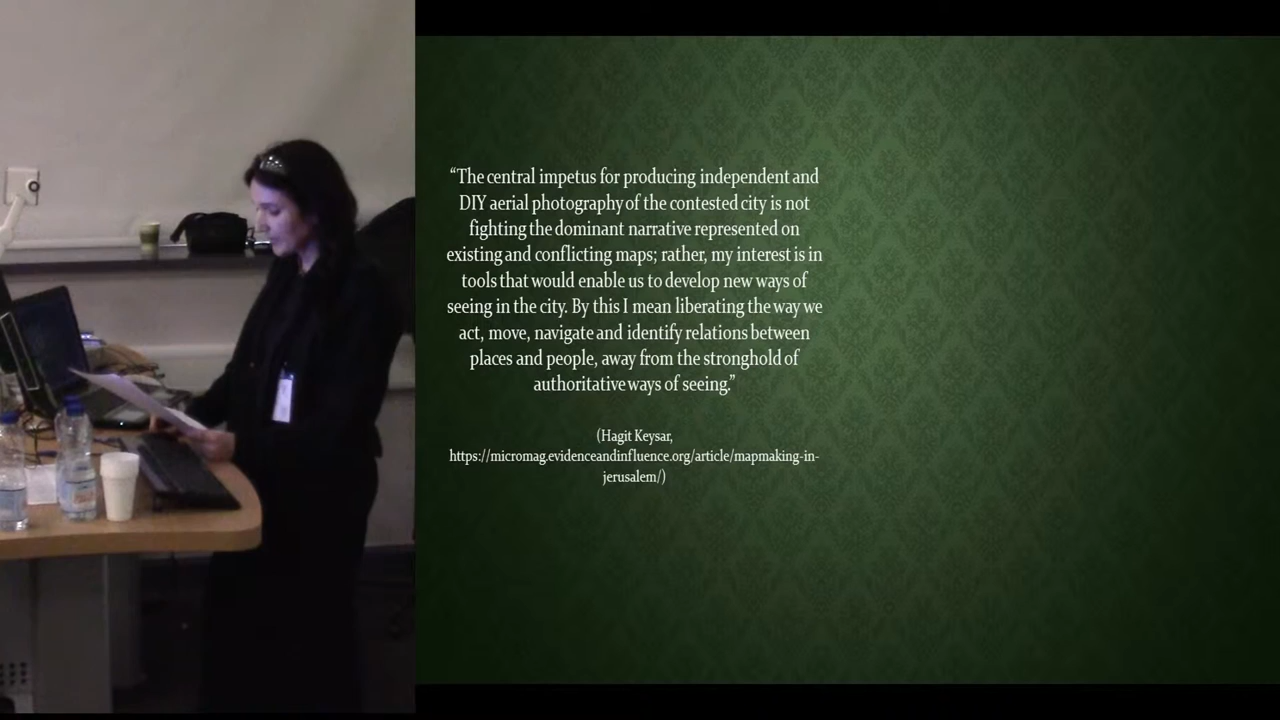 “The central impetus for producing independent and
DIY aerial photography of the contested city is not
fighting the dominant narrative represented on
existing and conflicting maps; rather, my interest is in
tools that would enable us to develop new ways of
seeing in the city. By this I mean liberating the way we
act, move, navigate and identify relations between
places and people, away from the stronghold of
authoritative ways of seeing.”
(Hagit Keysar,
https://micromag.evidenceandinfluence.org/article/mapmaking-in-
jerusalem/)